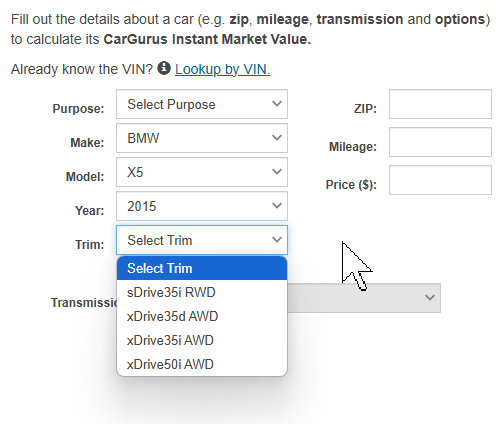 Fill out the details about a car (e.g. zip, mileage, transmission and options)
to calculate its CarGurus Instant Market Value.
Already know the VIN? Lookup by VIN.
Purpose: Select Purpose ZIP:
Make: BMW Mileage:
Model: X5 Price ($):
Year: 2015
Trim: Select Trim
Select Trim
sDrive35i RWD
Transmissi
xDrive35d AWD
xDrive35i AWD
xDrive50i AWD